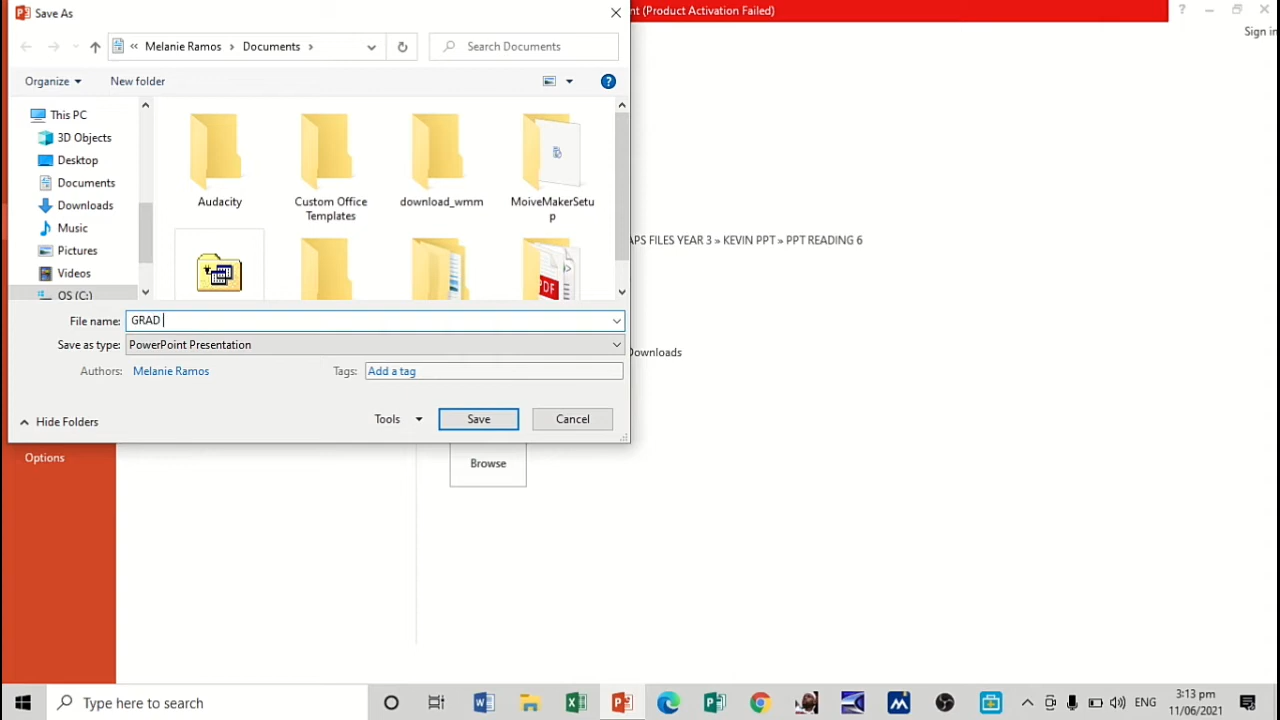 Save As
nt (Product Activation Failed)
Sign in
« Melanie Ramos > Documents >
Search Documents
Organize
New folder
This PC
3D Objects
Desktop
Documents
Downloads
Music
Pictures
Videos
OS (C:)
Audacity
Custom Office
Templates
download_wmm
MoiveMakerSetu
p
PDF
APS FILES YEAR 3 » KEVIN PPT » PPT READING 6
File name: GRAD
Save as type: PowerPoint Presentation
Downloads
Authors: Melanie Ramos
Tags: Add a tag
Hide Folders
Tools
Save
Cancel
Options
Browse
Type here to search
ENG
3:13 pm
11/06/2021